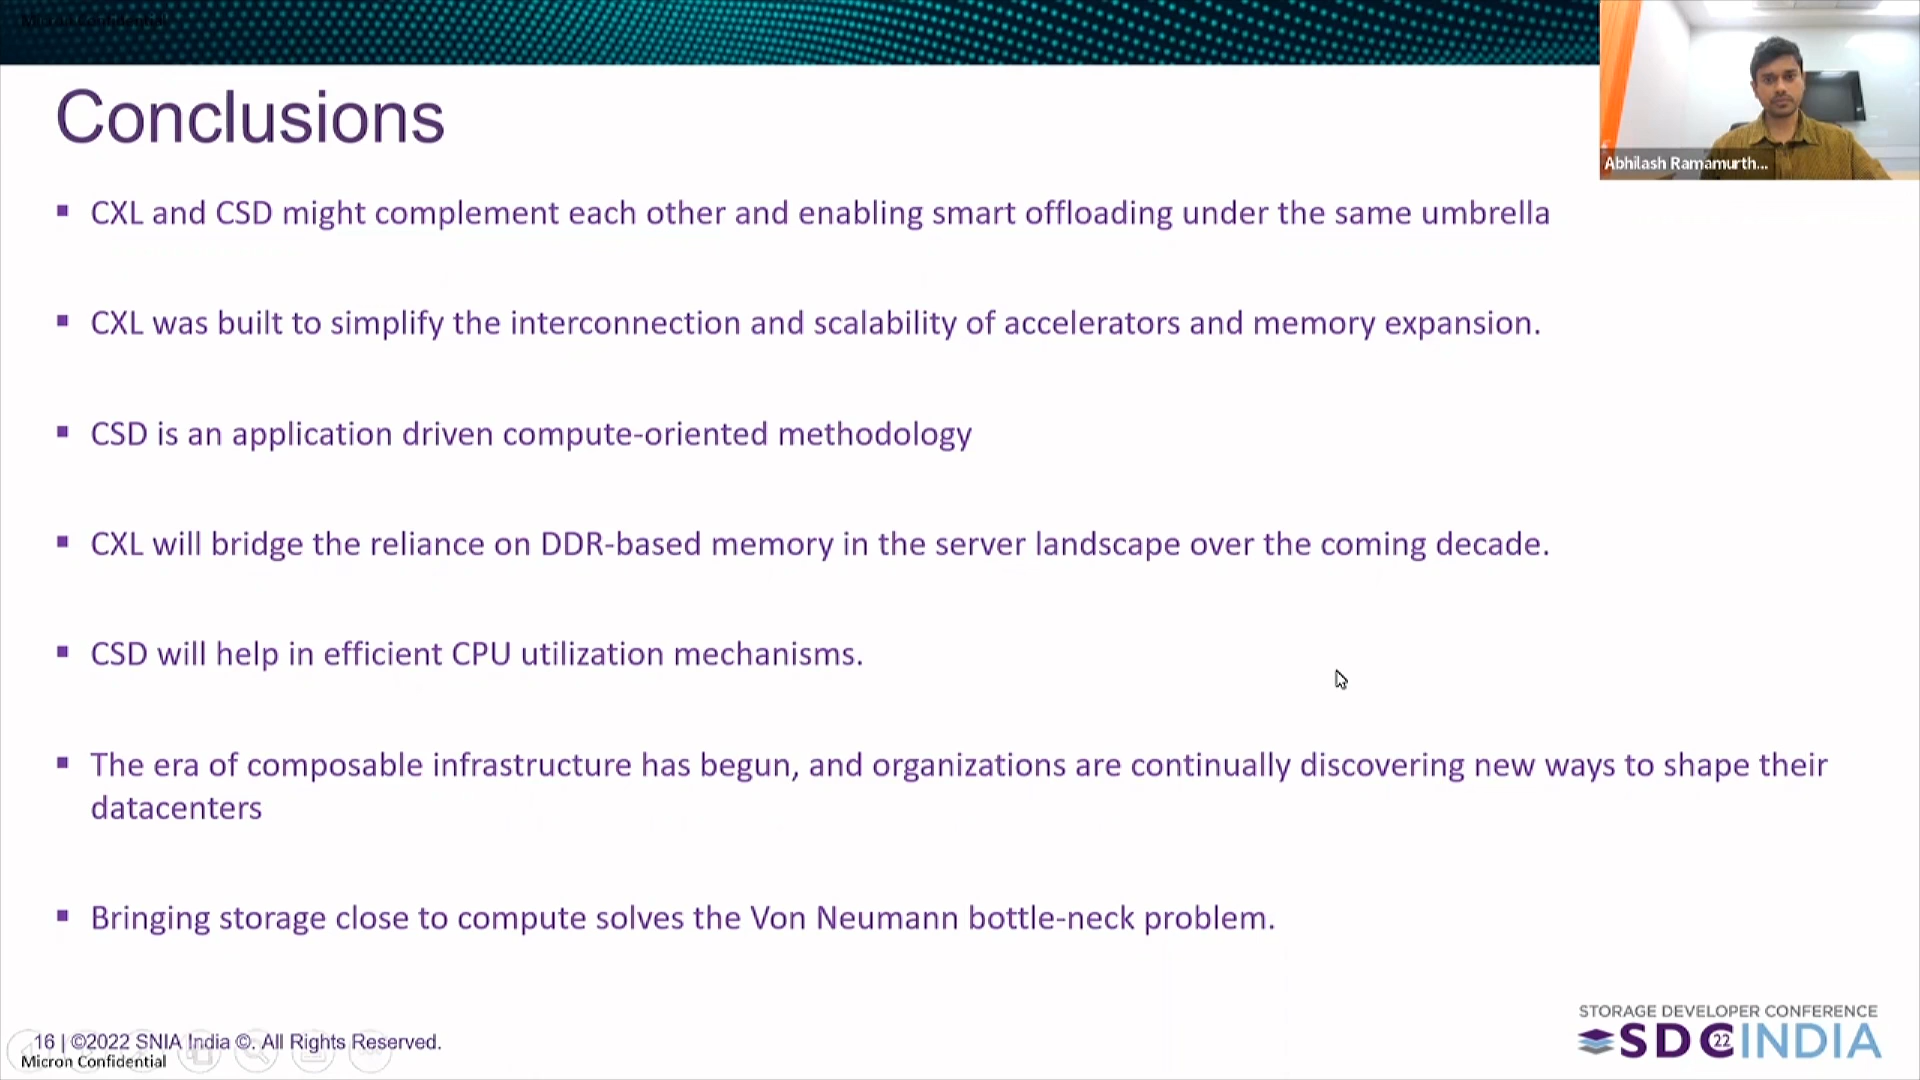 Micron Confidential
Conclusions
Abhilash Ramamurth...
▪ CXL and CSD might complement each other and enabling smart offloading under the same umbrella
▪ CXL was built to simplify the interconnection and scalability of accelerators and memory expansion.
▪ CSD is an application driven compute-oriented methodology
▪ CXL will bridge the reliance on DDR-based memory in the server landscape over the coming decade.
▪ CSD will help in efficient CPU utilization mechanisms.
▪ The era of composable infrastructure has begun, and organizations are continually discovering new ways to shape their
datacenters
▪ Bringing storage close to compute solves the Von Neumann bottle-neck problem.
16 | ©2022 SNIA India ©. All Rights Reserved.
Micron Confidential
STORAGE DEVELOPER CONFERENCE
SDC 22 INDIA